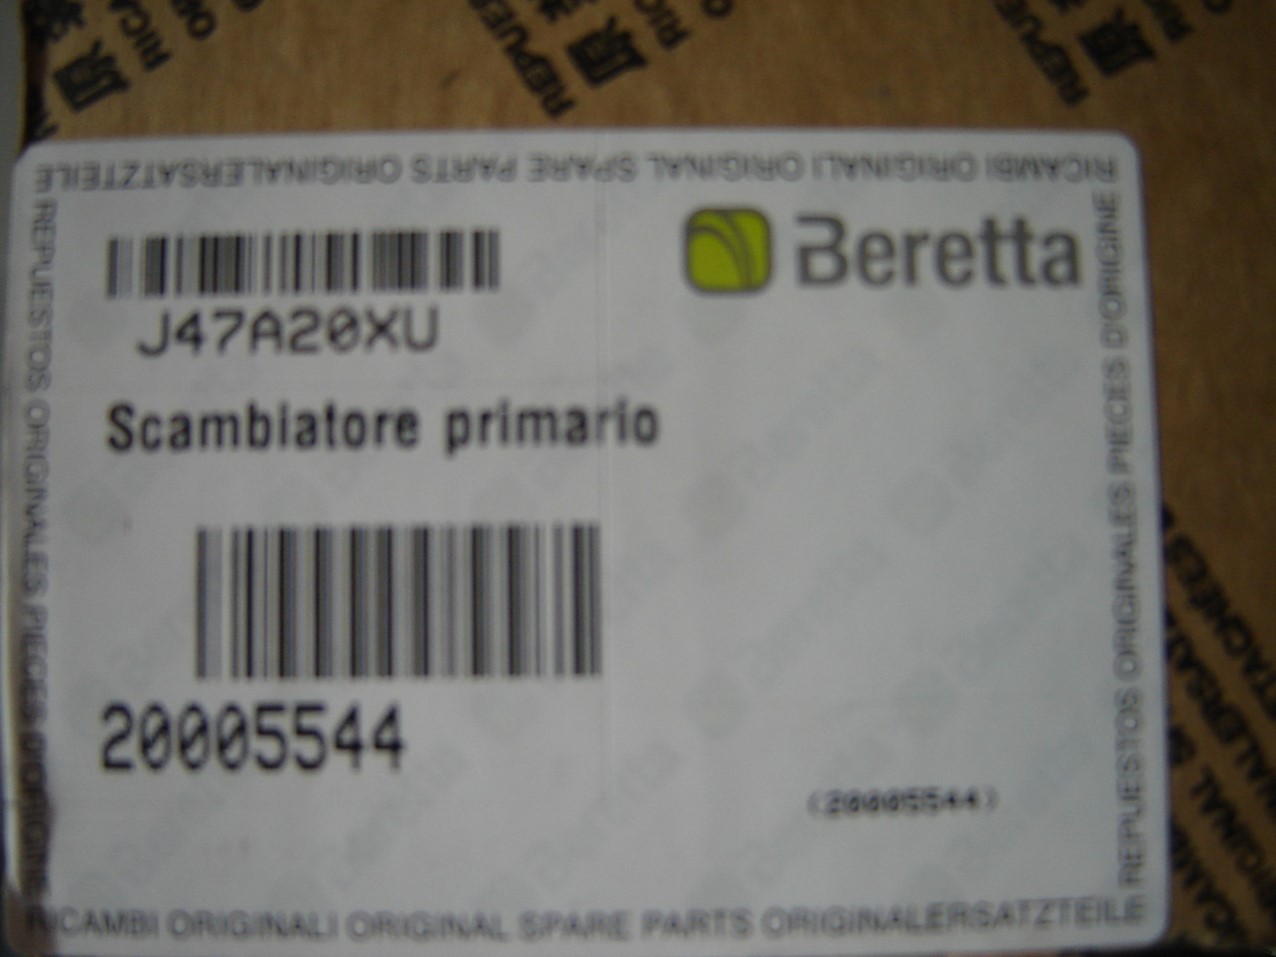 RICAMBI ORIGINALI ORIGINAL SPARE PARTS ORIGINALERSATZTEILE
REPUESTOS ORIGINALES PIECES D'ORIGINE
Beretta
J47A20XU
Scambiatore primario
20005544
(20005544)
REPUESTOS ORIGINALES PIECES D'ORIGINE
RICAMBI ORIGINALI ORIGINAL SPARE PARTS ORIGINALERSATZTEILE